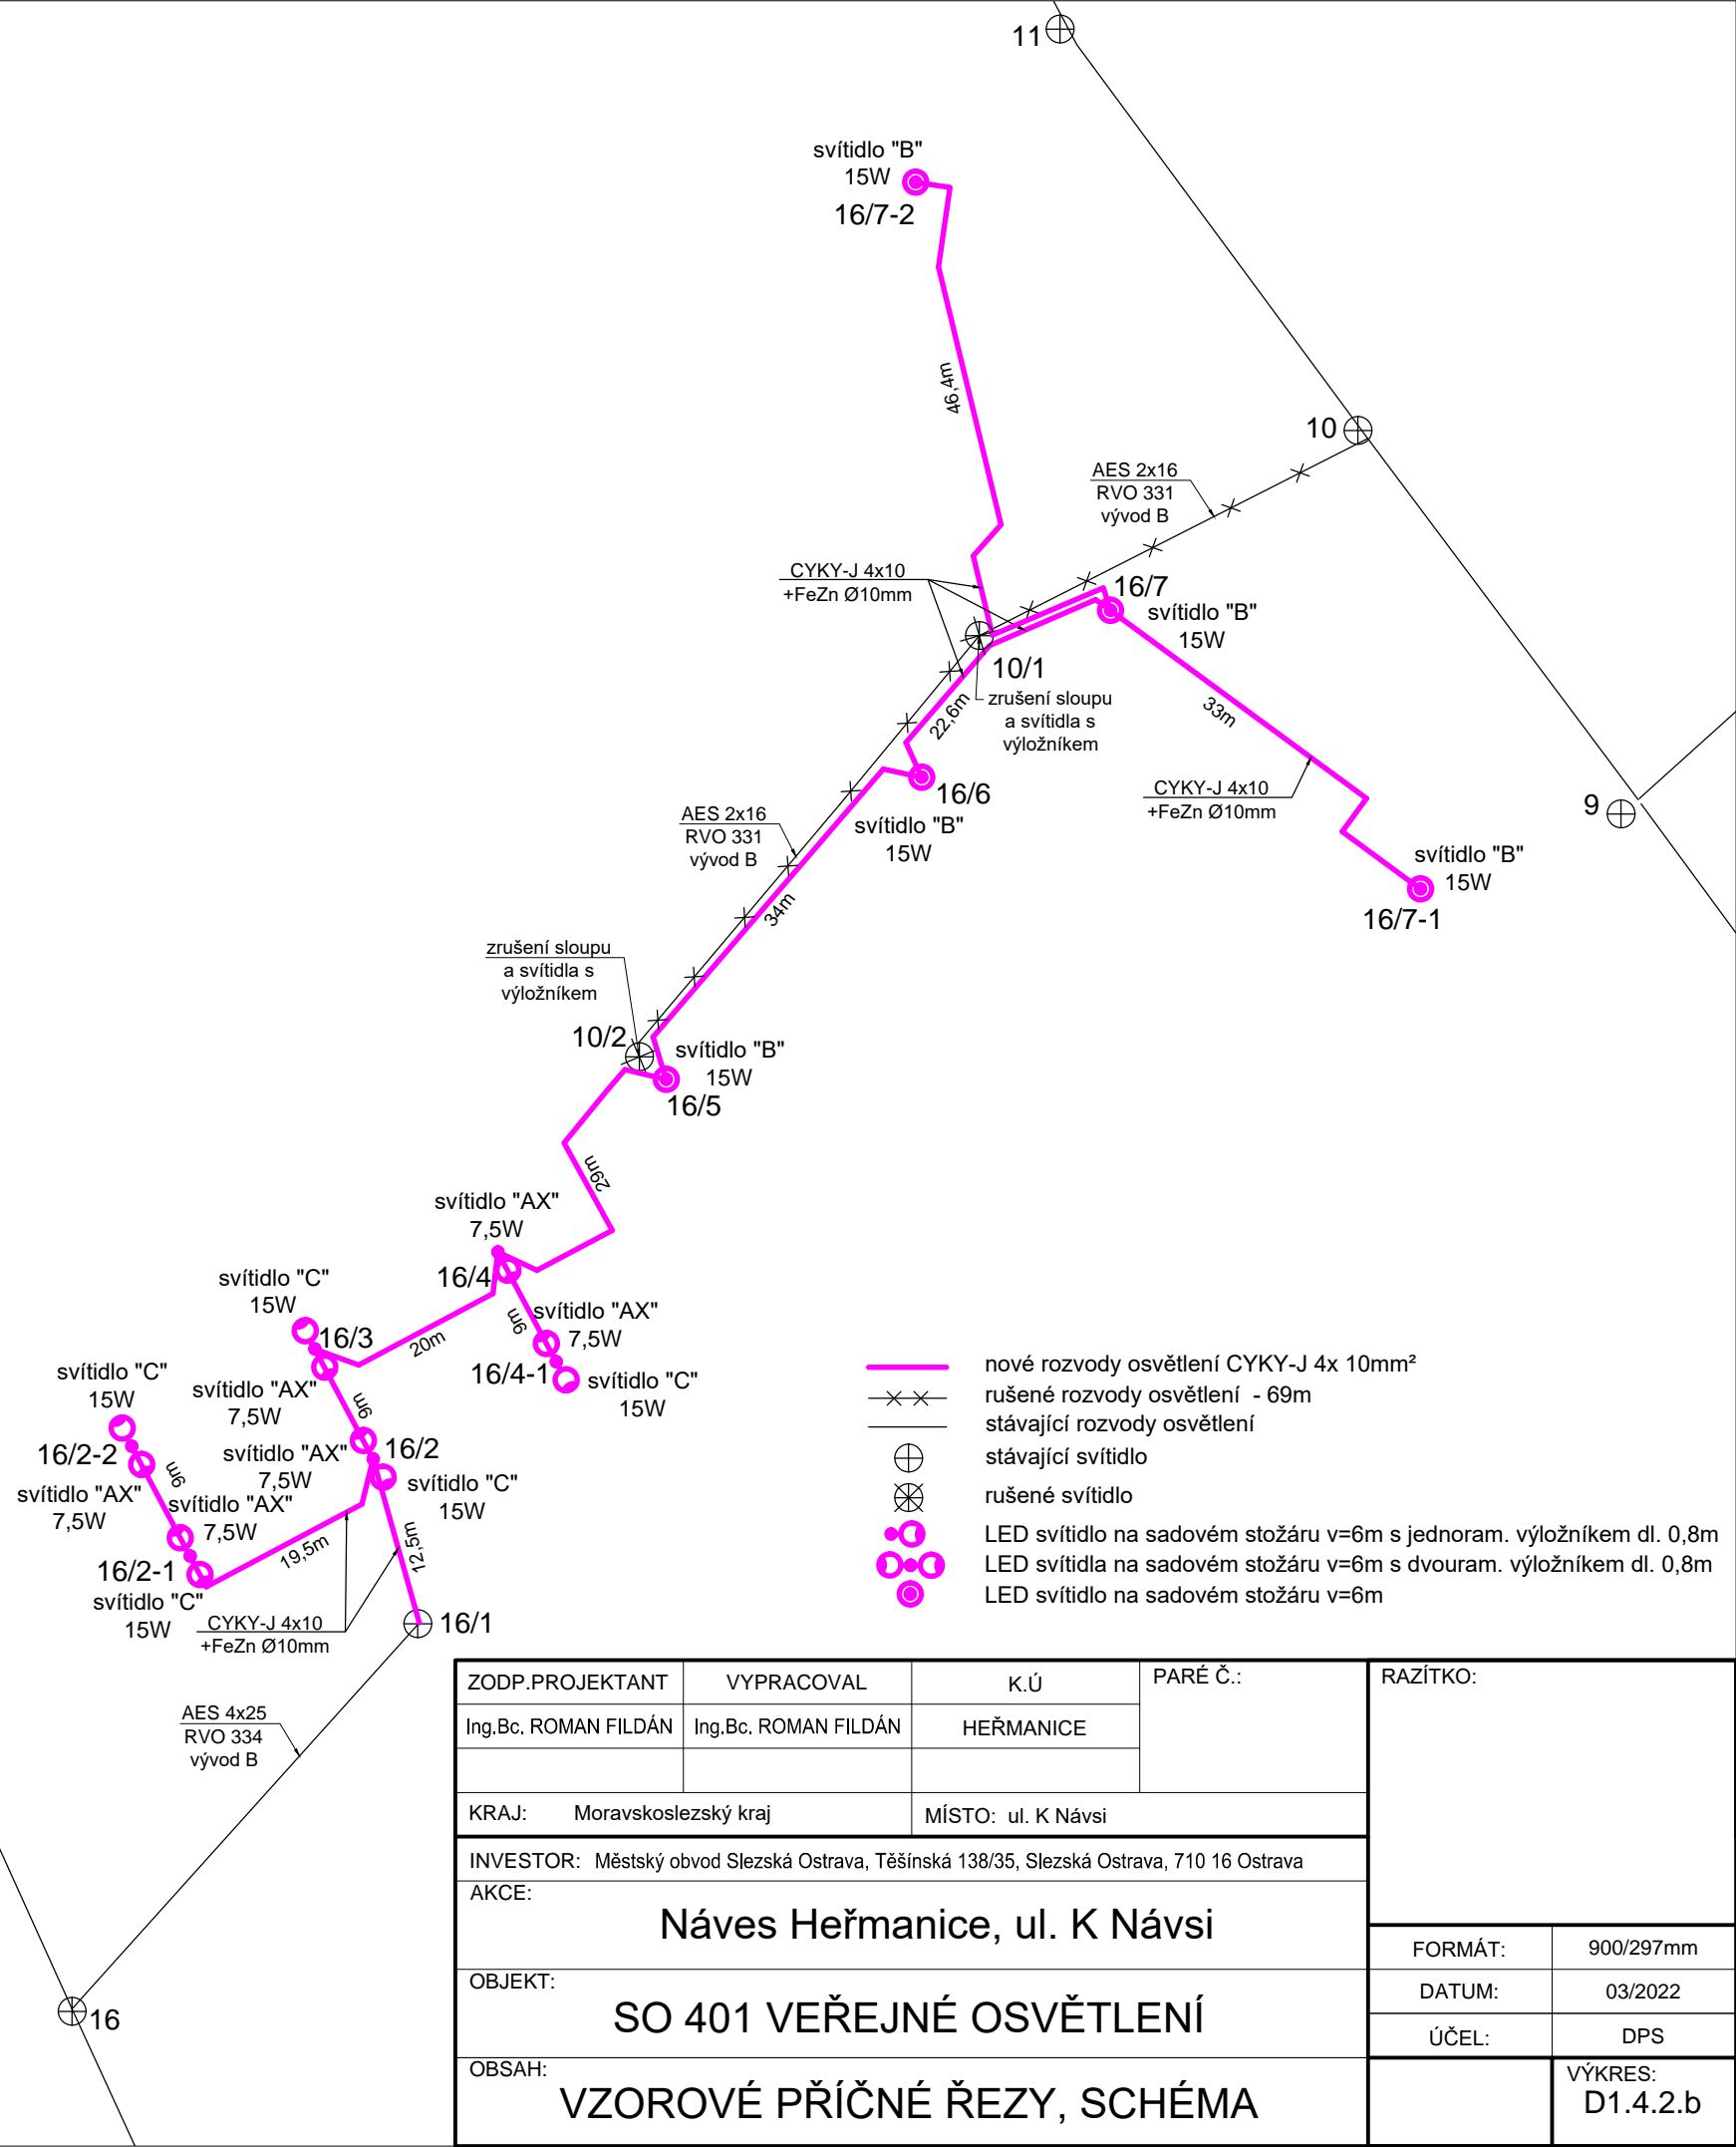 11
svítidlo "B"
15W
16/7-2
46,4m
10
AES 2x16
RVO 331
vývod B
CYKY-J 4x10
+FeZn Ø10mm
16/7
svítidlo "B"
15W
10/1
zrušení sloupu
a svítidla s
výložníkem
22,6m
33m
16/6
svítidlo "B"
15W
CYKY-J 4x10
+FeZn Ø10mm
9
AES 2x16
RVO 331
vývod B
svítidlo "B"
15W
16/7-1
34m
zrušení sloupu
a svítidla s
výložníkem
10/2
svítidlo "B"
15W
16/5
29m
svítidlo "AX"
7,5W
16/4
svítidlo "C"
15W
16/3
20m
9m
svítidlo "AX"
7,5W
16/4-1
svítidlo "C"
15W
svítidlo "C"
15W
svítidlo "AX"
7,5W
9m
16/2-2
svítidlo "AX"
7,5W
16/2
svítidlo "C"
15W
9m
svítidlo "AX"
7,5W
svítidlo "AX"
7,5W
19,5m
12,5m
16/2-1
svítidlo "C"
15W
CYKY-J 4x10
+FeZn Ø10mm
16/1
AES 4x25
RVO 334
vývod B
16
nové rozvody osvětlení CYKY-J 4x 10mm²
rušené rozvody osvětlení - 69m
stávající rozvody osvětlení
stávající svítidlo
rušené svítidlo
LED svítidlo na sadovém stožáru v=6m s jednoram. výložníkem dl. 0,8m
LED svítidla na sadovém stožáru v=6m s dvouram. výložníkem dl. 0,8m
LED svítidlo na sadovém stožáru v=6m
ZODP.PROJEKTANT
VYPRACOVAL
K.Ú
PARÉ Č.:
RAZÍTKO:
Ing.Bc. ROMAN FILDÁN
Ing.Bc. ROMAN FILDÁN
HEŘMANICE
KRAJ: Moravskoslezský kraj
MÍSTO: ul. K Návsi
INVESTOR: Městský obvod Slezská Ostrava, Těšínská 138/35, Slezská Ostrava, 710 16 Ostrava
AKCE:
Náves Heřmanice, ul. K Návsi
OBJEKT:
SO 401 VEŘEJNÉ OSVĚTLENÍ
OBSAH:
VZOROVÉ PŘÍČNÉ ŘEZY, SCHÉMA
FORMÁT:
900/297mm
DATUM:
03/2022
ÚČEL:
DPS
VÝKRES:
D1.4.2.b